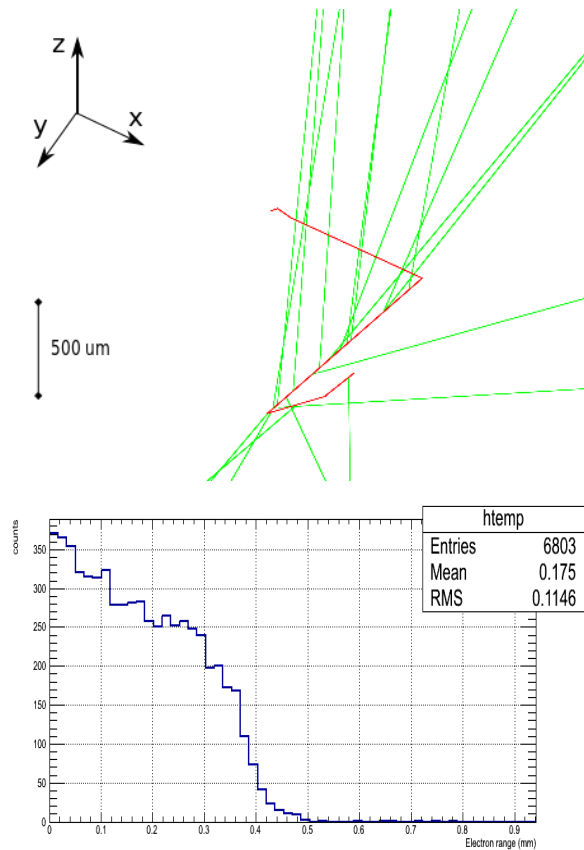 z
y
x
500 um
counts
htemp
Entries 6803
Mean 0.175
RMS 0.1146
350
300
250
200
150
100
50
0
0 0.1 0.2 0.3 0.4 0.5 0.6 0.7 0.8 0.9
Electron range (mm)